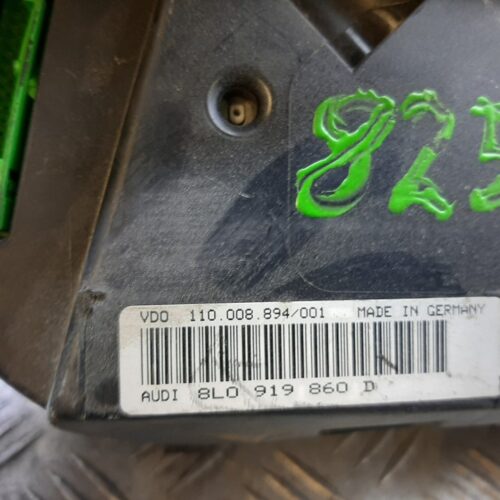 825
VDO 110.008.894/001 MADE IN GERMANY
AUDI 8L0 919 860 D